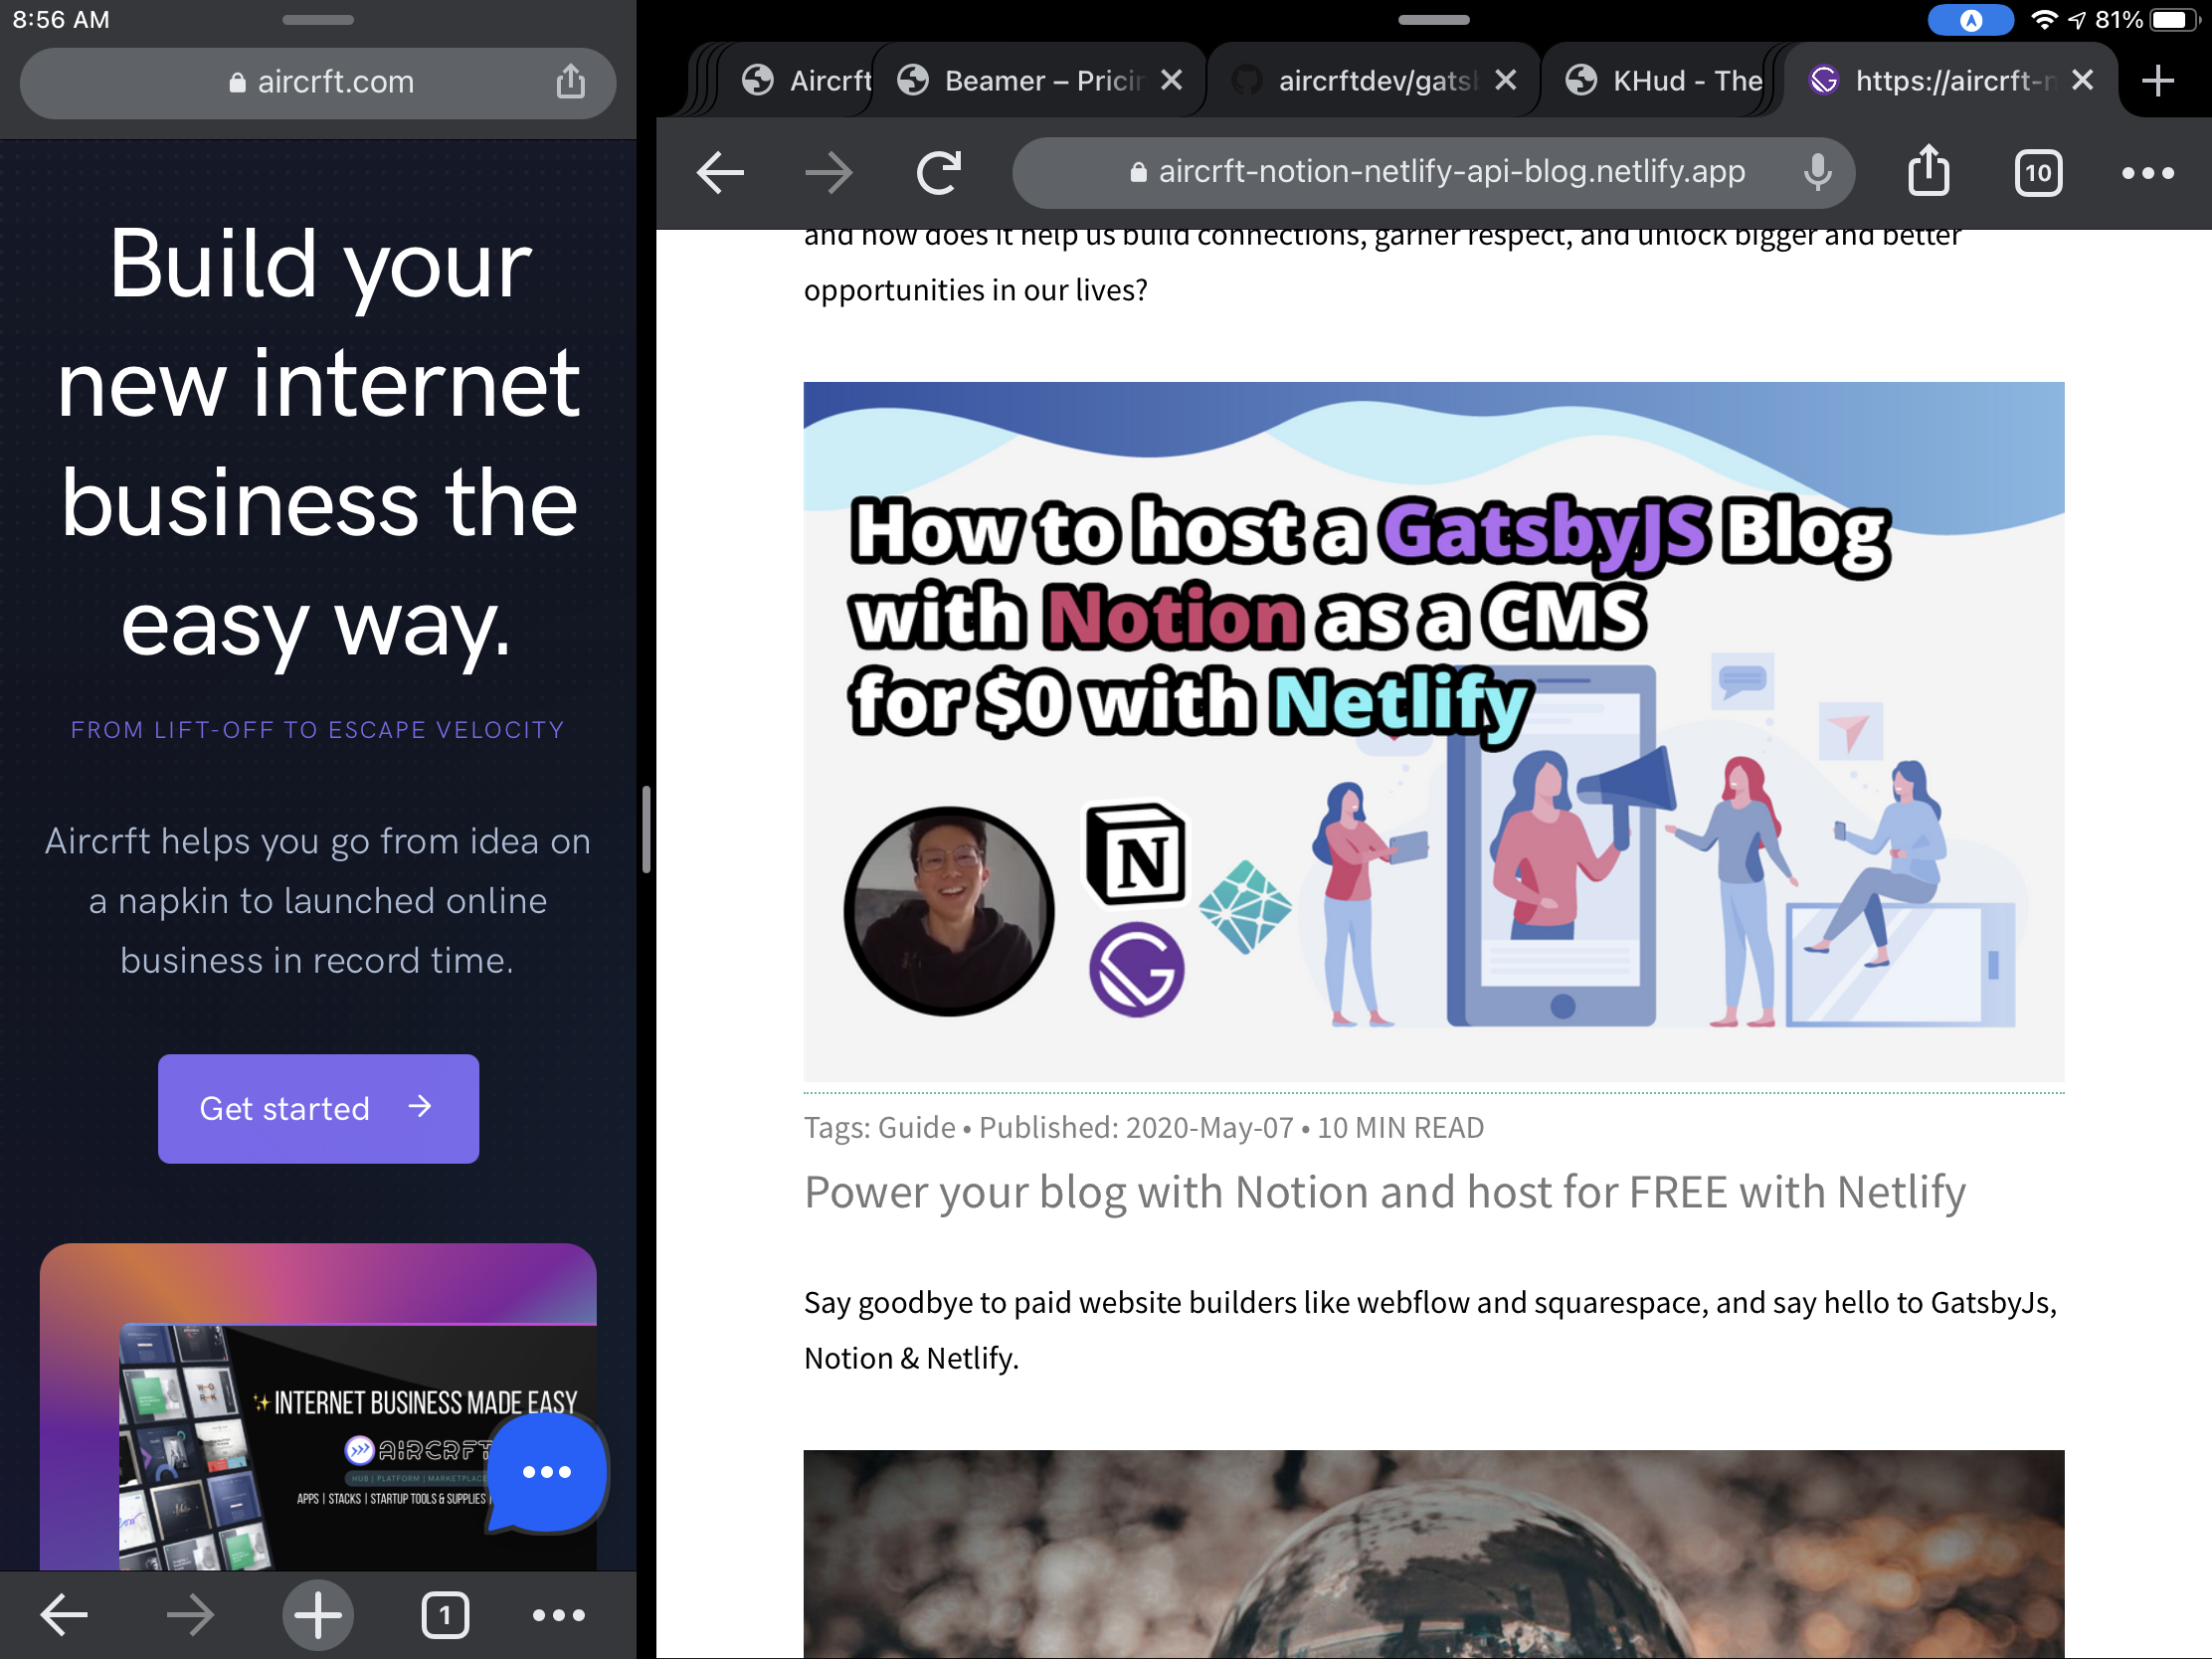 8:56 AM
aircrft.com
Build your
new internet
business the
easy way.
FROM LIFT-OFF TO ESCAPE VELOCITY
Aircrft helps you go from idea on
a napkin to launched online
business in record time.
Get started
✨INTERNET BUSINESS MADE EASY
AIRCRFT
HUB | PLATFORM | MARKETPLACE
APPS | STACKS | STARTUP TOOLS & SUPPLIES |
1
81%
Aircrft
Beamer – Pricin
aircrftdev/gats
KHud - The
https://aircrft-n
aircrft-notion-netlify-api-blog.netlify.app
10
and how does it help us build connections, garner respect, and unlock bigger and better
opportunities in our lives?
How to host a GatsbyJS Blog
with Notion as a CMS
for $0 with Netlify
N
Tags: Guide • Published: 2020-May-07 • 10 MIN READ
Power your blog with Notion and host for FREE with Netlify
Say goodbye to paid website builders like webflow and squarespace, and say hello to GatsbyJs,
Notion & Netlify.